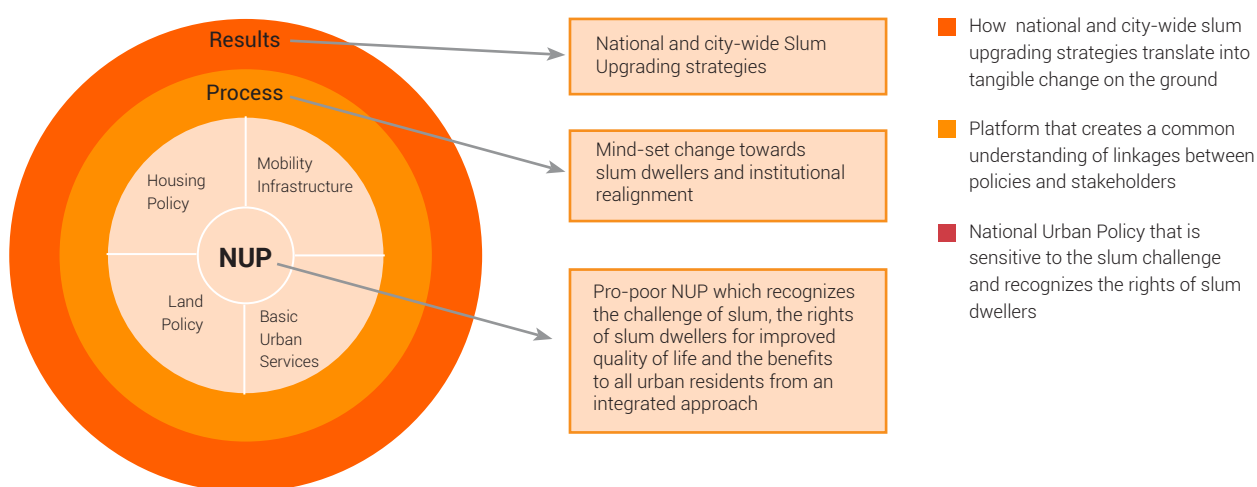 Results
Process
Housing
Policy
Mobility
Infrastructure
NUP
Land
Policy
Basic
Urban
Services
National and city-wide Slum
Upgrading strategies
Mind-set change towards
slum dwellers and institutional
realignment
Pro-poor NUP which recognizes
the challenge of slum, the rights
of slum dwellers for improved
quality of life and the benefits
to all urban residents from an
integrated approach
How national and city-wide slum
upgrading strategies translate into
tangible change on the ground
Platform that creates a common
understanding of linkages between
policies and stakeholders
National Urban Policy that is
sensitive to the slum challenge
and recognizes the rights of slum
dwellers